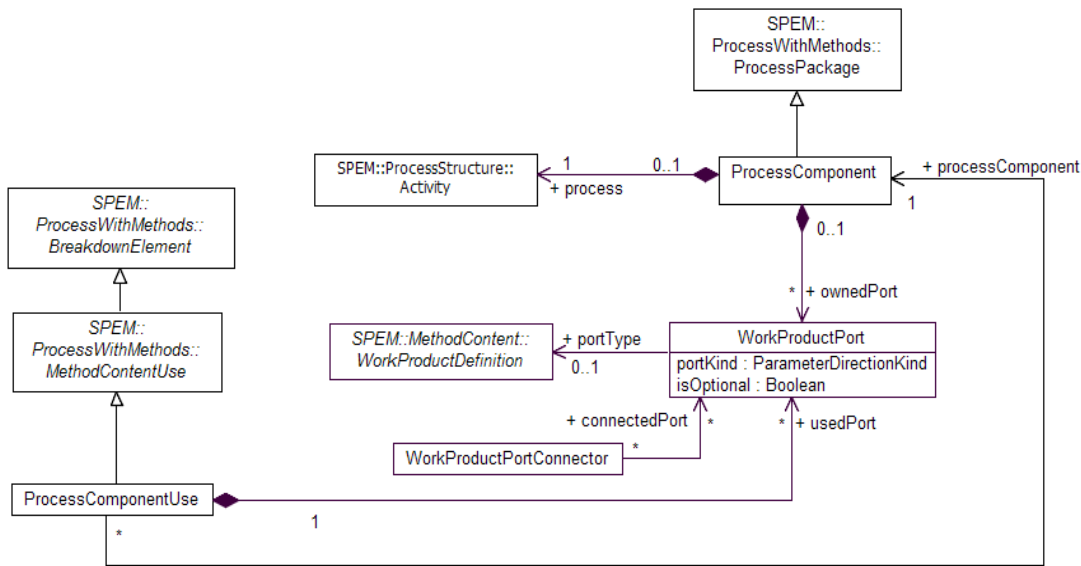 SPEM::
ProcessWithMethods::
ProcessPackage
SPEM::ProcessStructure::
Activity
1
+ process
0..1
ProcessComponent
+ processComponent
1
0..1
SPEM::
ProcessWithMethods::
BreakdownElement
* + ownedPort
SPEM::
ProcessWithMethods::
MethodContentUse
SPEM::MethodContent::
WorkProductDefinition
+ portType
0..1
WorkProductPort
portKind : ParameterDirectionKind
isOptional : Boolean
+ connectedPort
*
* + usedPort
*
WorkProductPortConnector
ProcessComponentUse
1
*